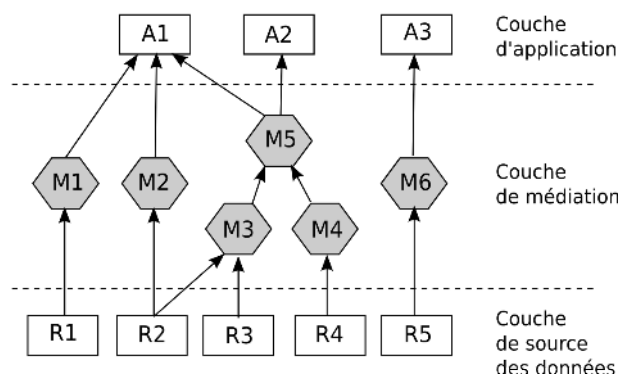 A1
A2
A3
Couche
d'application
M5
M1
M2
M6
Couche
de médiation
M3
M4
R1
R2
R3
R4
R5
Couche
de source
des données